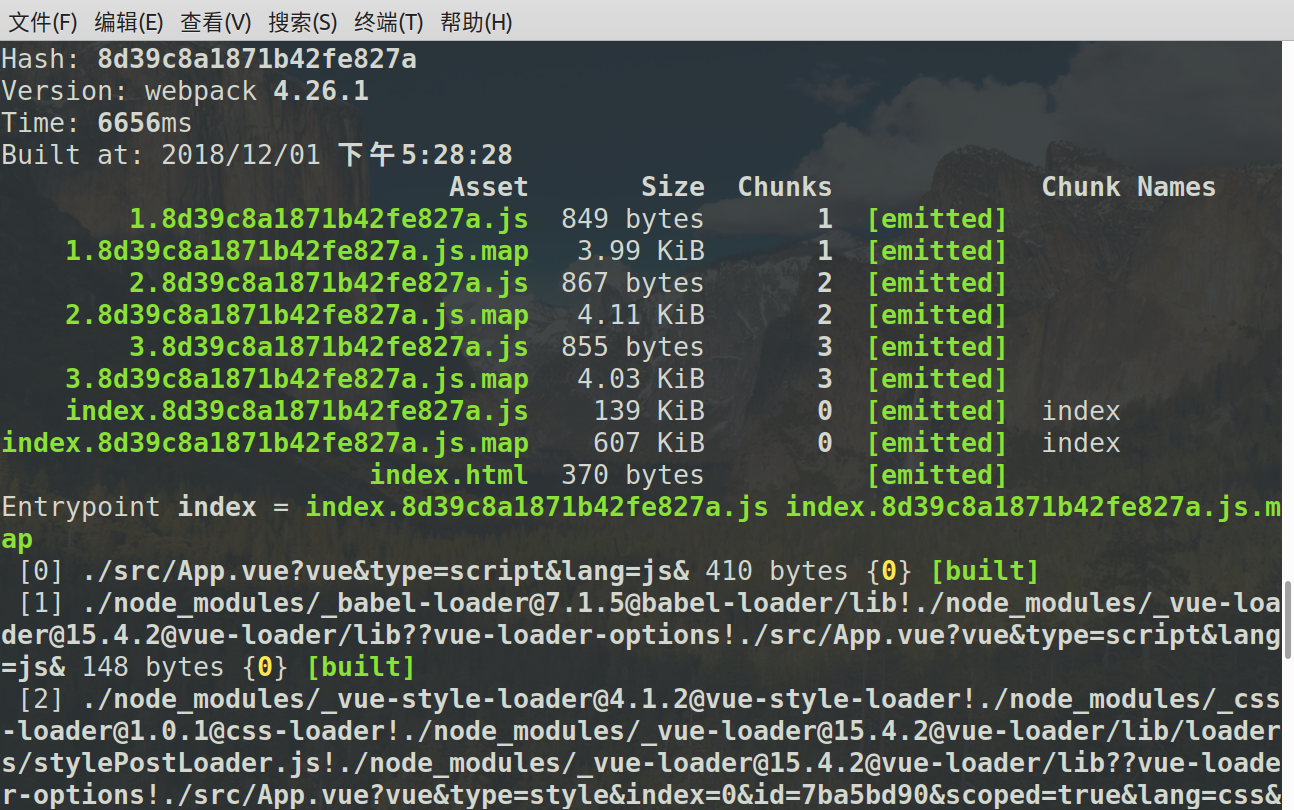 文件(F) 编辑(E) 查看(V) 搜索(S) 终端(T) 帮助(H)
Hash: 8d39c8a1871b42fe827a
Version: webpack 4.26.1
Time: 6656ms
Built at: 2018/12/01 下午5:28:28
Asset Size Chunks Chunk Names
1.8d39c8a1871b42fe827a.js 849 bytes 1 [emitted]
1.8d39c8a1871b42fe827a.js.map 3.99 KiB 1 [emitted]
2.8d39c8a1871b42fe827a.js 867 bytes 2 [emitted]
2.8d39c8a1871b42fe827a.js.map 4.11 KiB 2 [emitted]
3.8d39c8a1871b42fe827a.js 855 bytes 3 [emitted]
3.8d39c8a1871b42fe827a.js.map 4.03 KiB 3 [emitted]
index.8d39c8a1871b42fe827a.js 139 KiB 0 [emitted] index
index.8d39c8a1871b42fe827a.js.map 607 KiB 0 [emitted] index
index.html 370 bytes [emitted]
Entrypoint index = index.8d39c8a1871b42fe827a.js index.8d39c8a1871b42fe827a.js.m
ap
[0] ./src/App.vue?vue&type=script&lang=js& 410 bytes {0} [built]
[1] ./node_modules/_babel-loader@7.1.5@babel-loader/lib!./node_modules/_vue-loa
der@15.4.2@vue-loader/lib??vue-loader-options!./src/App.vue?vue&type=script&lang
=js& 148 bytes {0} [built]
[2] ./node_modules/_vue-style-loader@4.1.2@vue-style-loader!./node_modules/_css
-loader@1.0.1@css-loader!./node_modules/_vue-loader@15.4.2@vue-loader/lib/loader
s/stylePostLoader.js!./node_modules/_vue-loader@15.4.2@vue-loader/lib??vue-loade
r-options!./src/App.vue?vue&type=style&index=0&id=7ba5bd90&scoped=true&lang=css&